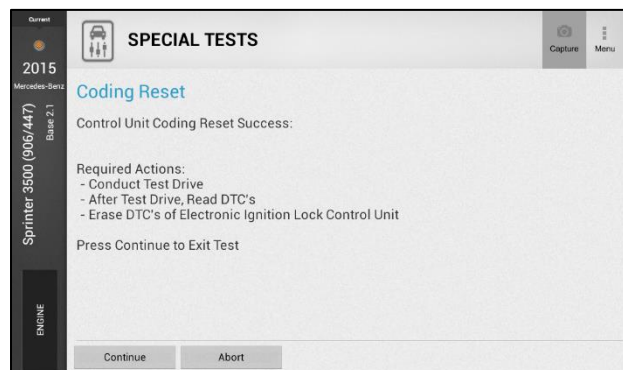 Current
2015
Mercedes-Benz
Sprinter 3500 (906/447)
Base 2.1
ENGINE
SPECIAL TESTS
Capture
Menu
Coding Reset
Control Unit Coding Reset Success:
Required Actions:
- Conduct Test Drive
- After Test Drive, Read DTC's
- Erase DTC's of Electronic Ignition Lock Control Unit
Press Continue to Exit Test
Continue
Abort